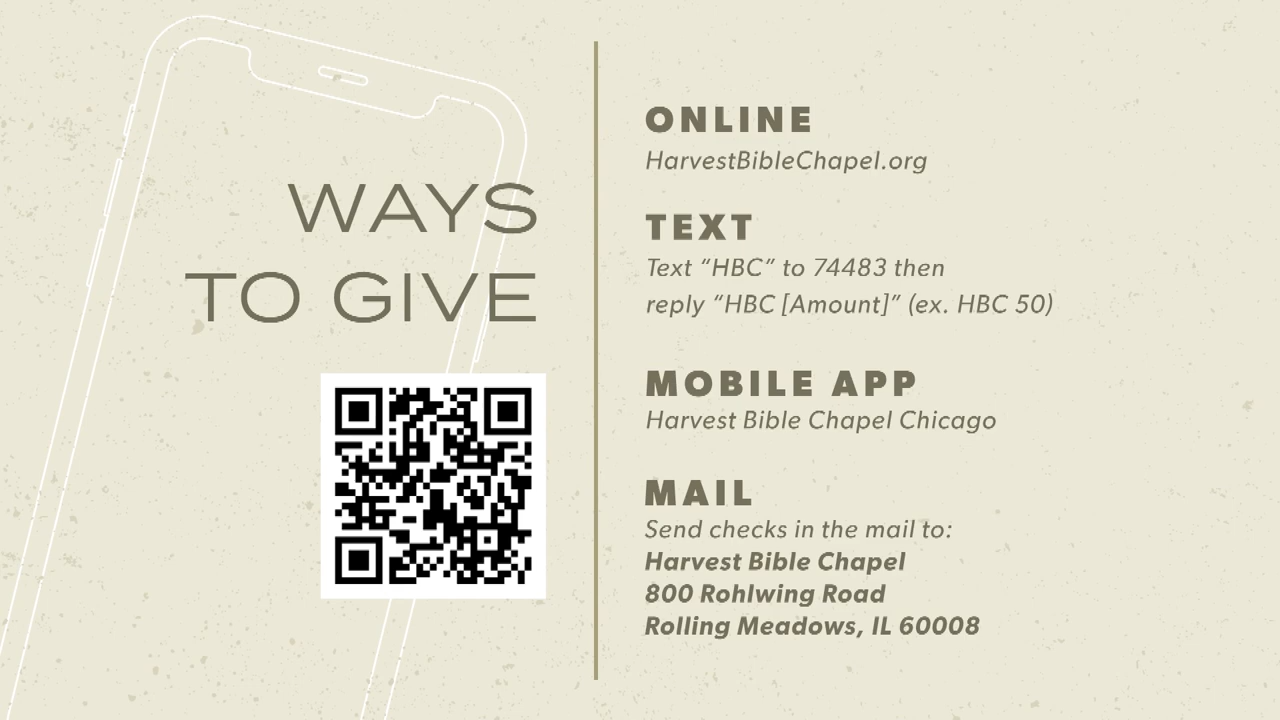 WAYS
TO GIVE
ONLINE
HarvestBibleChapel.org
TEXT
Text “HBC” to 74483 then
reply “HBC [Amount]” (ex. HBC 50)
MOBILE APP
Harvest Bible Chapel Chicago
MAIL
Send checks in the mail to:
Harvest Bible Chapel
800 Rohlwing Road
Rolling Meadows, IL 60008